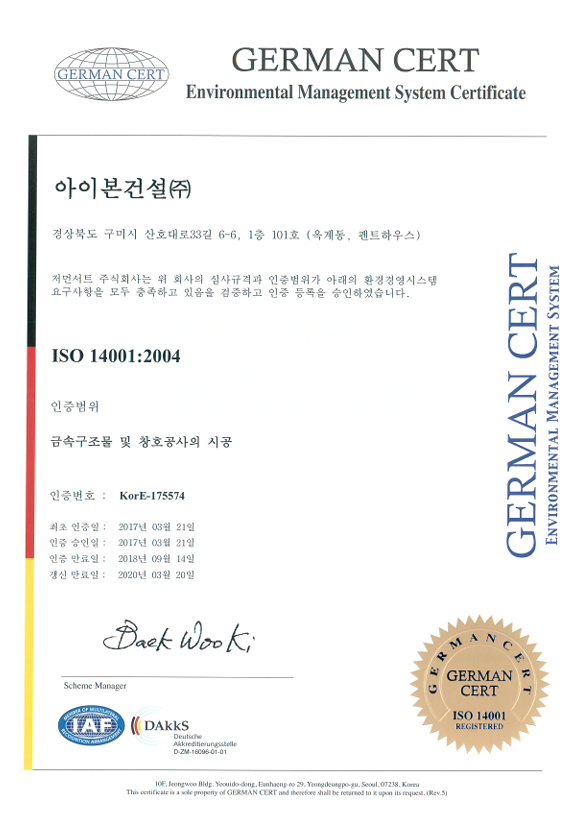 GERMAN CERT
GERMAN CERT
Environmental Management System Certificate
아이본건설㈜
경상북도 구미시 산호대로33길 6-6, 1층 101호 (옥계동, 펜트하우스)
저먼서트 주식회사는 위 회사의 심사규격과 인증범위가 아래의 환경경영시스템
요구사항을 모두 충족하고 있음을 검증하고 인증 등록을 승인하였습니다.
ISO 14001:2004
인증범위
금속구조물 및 창호공사의 시공
인증번호 : KorE-175574
최초 인증일 : 2017년 03월 21일
인증 승인일 : 2017년 03월 21일
인증 만료일 : 2018년 09월 14일
갱신 만료일 : 2020년 03월 20일
GERMAN CERT
ENVIRONMENTAL MANAGEMENT SYSTEM
Baek Woo Ki
Scheme Manager
MEMBER OF MULTILATERAL
IAF
RECOGNITION ARRANGEMENT
DAkkS
Deutsche
Akkreditierungsstelle
D-ZM-16096-01-01
GERMAN CERT
GERMAN
CERT
ISO 14001
REGISTERED
10F, Jeongwoo Bldg. Yeouido-dong, Eunhaeng-ro 29, Yeongdeungpo-gu, Seoul, 07238, Korea
This certificate is a sole property of GERMAN CERT and therefore shall be returned to it upon its request. (Rev.5)